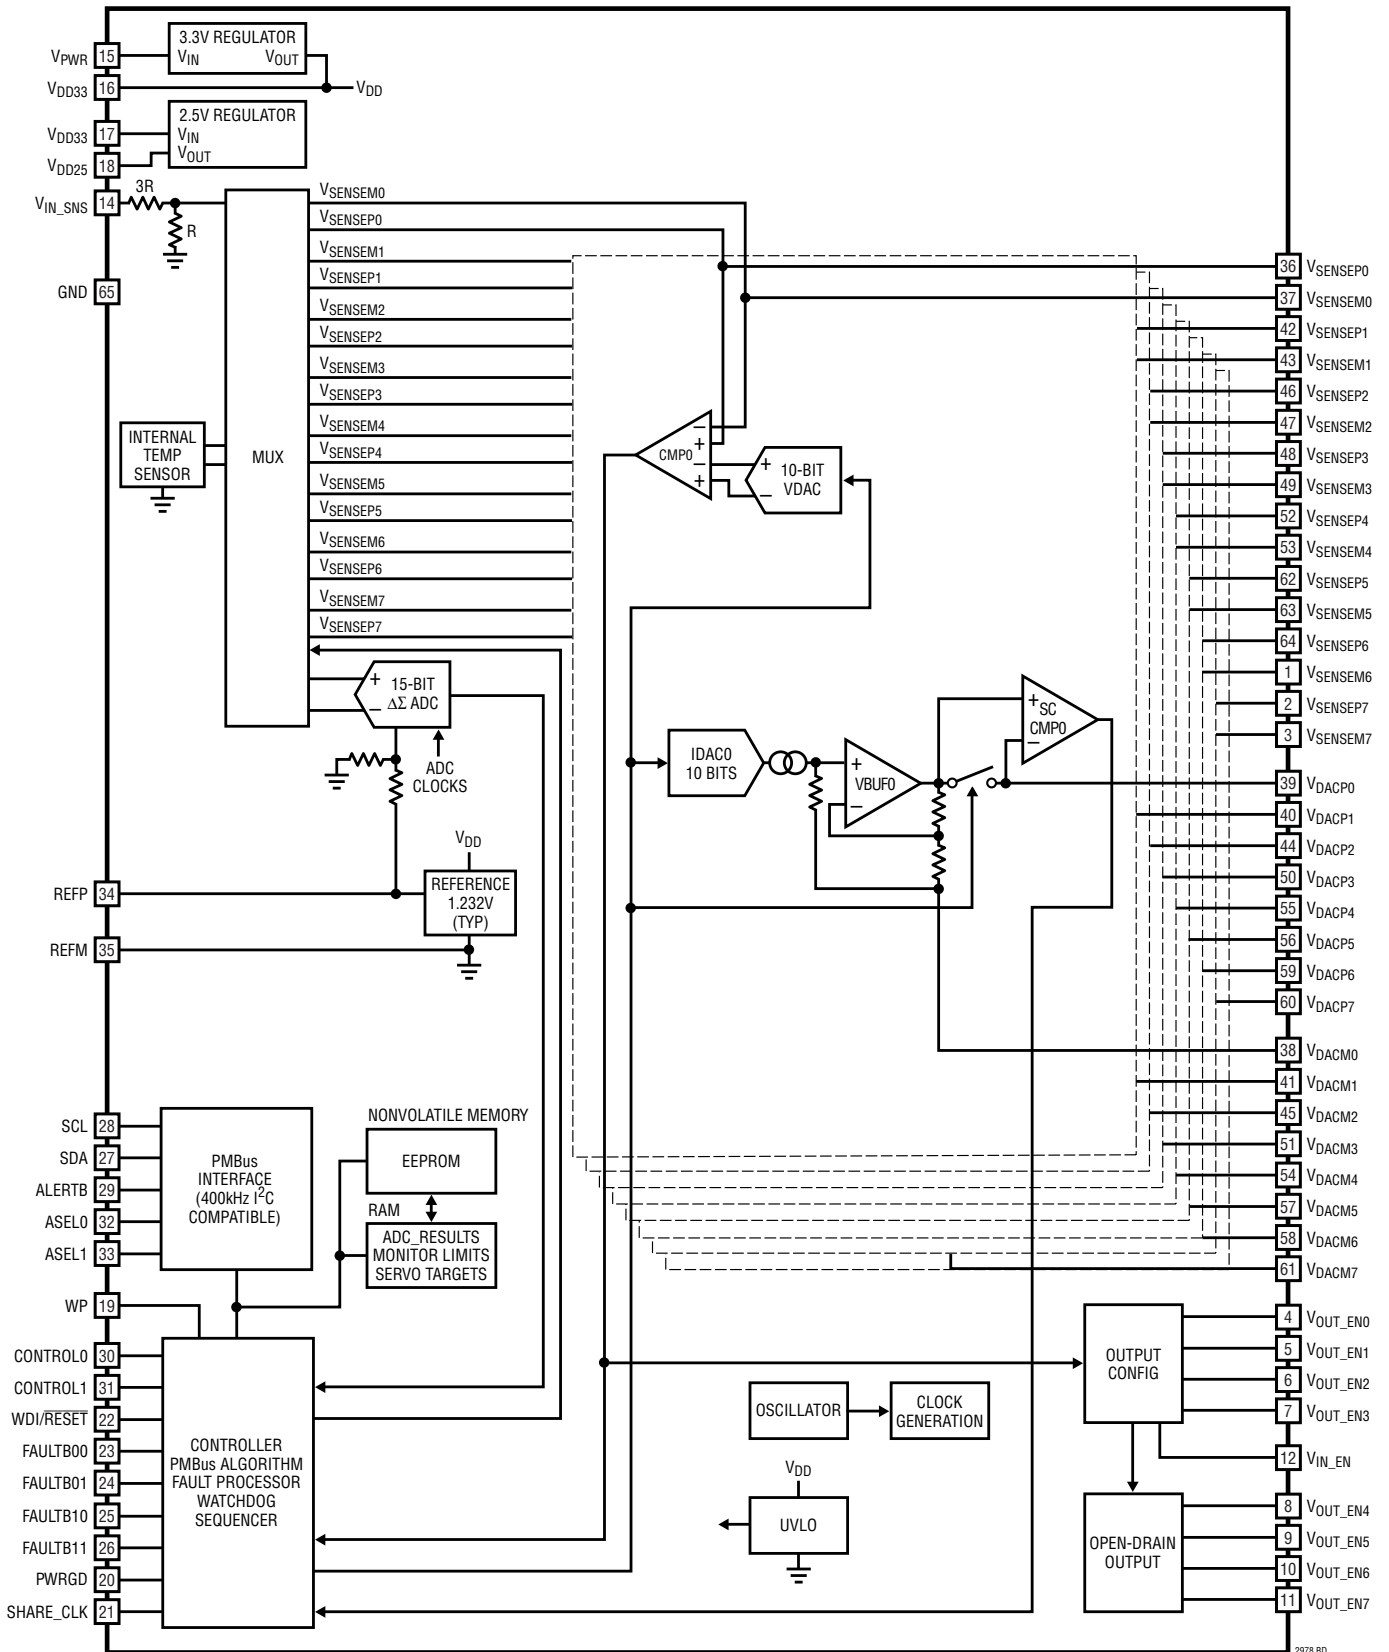 3.3V REGULATOR
VIN VOUT
VPWR 15
VDD33 16
VDD
2.5V REGULATOR
VIN
VOUT
VDD33 17
VDD25 18
VIN_SNS 14
3R
R
GND 65
MUX
INTERNAL
TEMP
SENSOR
VSENSEM0
VSENSEP0
VSENSEM1
VSENSEP1
VSENSEM2
VSENSEP2
VSENSEM3
VSENSEP3
VSENSEM4
VSENSEP4
VSENSEM5
VSENSEP5
VSENSEM6
VSENSEP6
VSENSEM7
VSENSEP7
+
−
15-BIT
ΔΣ ADC
ADC
CLOCKS
VDD
REFERENCE
1.232V
(TYP)
REFP 34
REFM 35
−
+
−
+
CMP0
+
−
10-BIT
VDAC
IDAC0
10 BITS
+
−
VBUF0
+
−
SC
CMP0
36 VSENSEP0
37 VSENSEM0
42 VSENSEP1
43 VSENSEM1
46 VSENSEP2
47 VSENSEM2
48 VSENSEP3
49 VSENSEM3
52 VSENSEP4
53 VSENSEM4
62 VSENSEP5
63 VSENSEM5
64 VSENSEP6
1 VSENSEM6
2 VSENSEP7
3 VSENSEM7
39 VDACP0
40 VDACP1
44 VDACP2
50 VDACP3
55 VDACP4
56 VDACP5
59 VDACP6
60 VDACP7
38 VDACM0
41 VDACM1
45 VDACM2
51 VDACM3
54 VDACM4
57 VDACM5
58 VDACM6
61 VDACM7
SCL 28
SDA 27
ALERTB 29
ASEL0 32
ASEL1 33
PMBus
INTERFACE
(400kHz I2C
COMPATIBLE)
NONVOLATILE MEMORY
EEPROM
RAM
ADC_RESULTS
MONITOR LIMITS
SERVO TARGETS
WP 19
CONTROL0 30
CONTROL1 31
WDI/RESET 22
FAULTB00 23
FAULTB01 24
FAULTB10 25
FAULTB11 26
PWRGD 20
SHARE_CLK 21
CONTROLLER
PMBus ALGORITHM
FAULT PROCESSOR
WATCHDOG
SEQUENCER
OSCILLATOR
CLOCK
GENERATION
VDD
UVLO
OUTPUT
CONFIG
OPEN-DRAIN
OUTPUT
4 VOUT_EN0
5 VOUT_EN1
6 VOUT_EN2
7 VOUT_EN3
12 VIN_EN
8 VOUT_EN4
9 VOUT_EN5
10 VOUT_EN6
11 VOUT_EN7
2978 BD